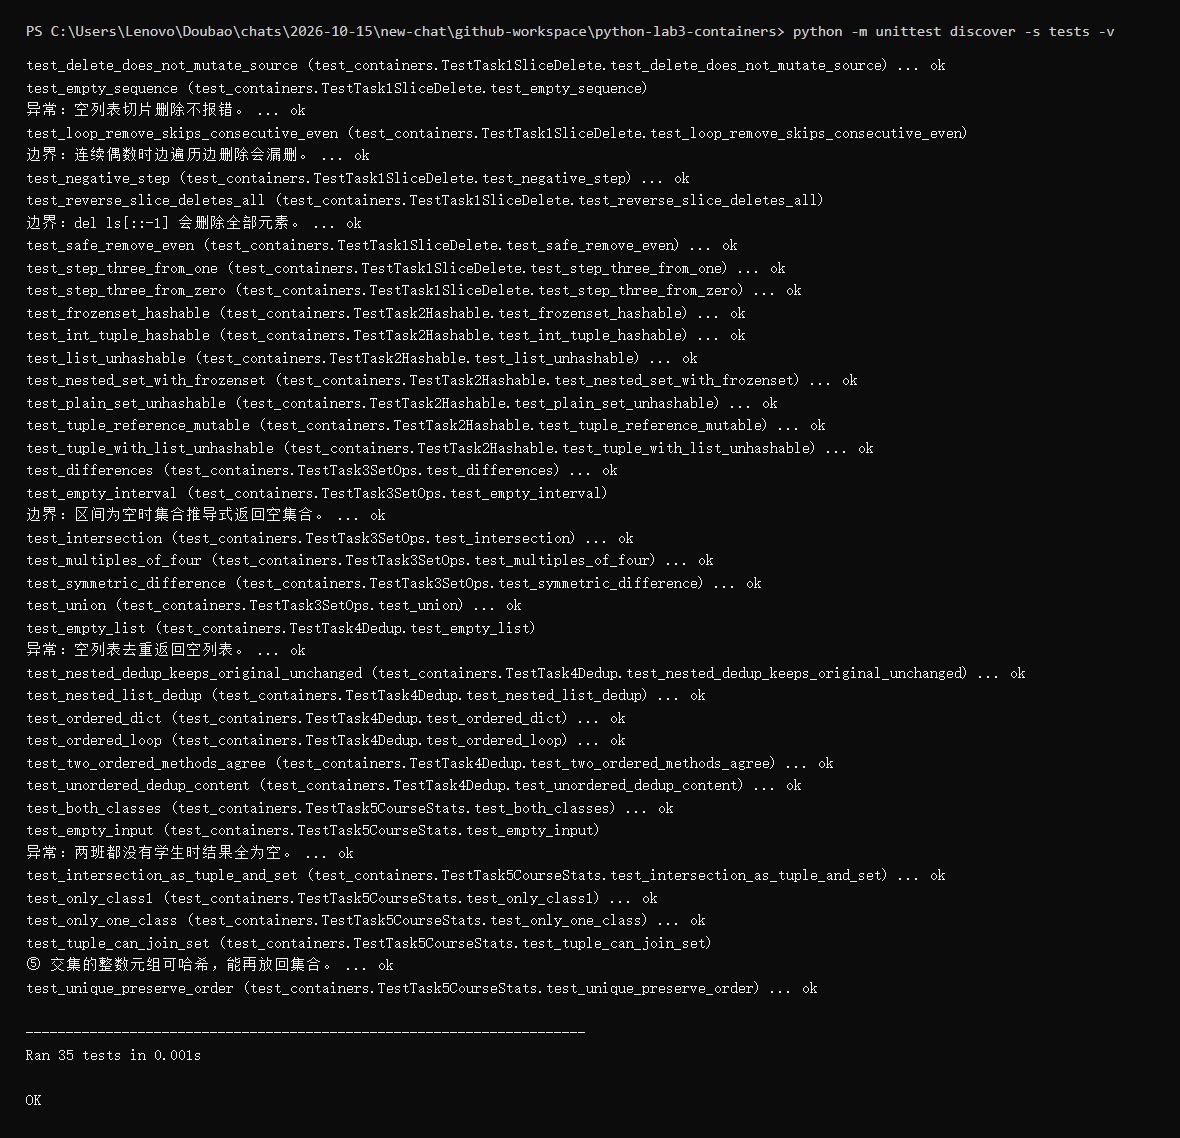 PS C:\Users\Lenovo\Doubao\chats\2026-10-15\new-chat\github-workspace\python-lab3-containers> python -m unittest discover -s tests -v
test_delete_does_not_mutate_source (test_containers.TestTask1SliceDelete.test_delete_does_not_mutate_source) ... ok
test_empty_sequence (test_containers.TestTask1SliceDelete.test_empty_sequence)
异常：空列表切片删除不报错。 ... ok
test_loop_remove_skips_consecutive_even (test_containers.TestTask1SliceDelete.test_loop_remove_skips_consecutive_even)
边界：连续偶数时边遍历边删除会漏删。 ... ok
test_negative_step (test_containers.TestTask1SliceDelete.test_negative_step) ... ok
test_reverse_slice_deletes_all (test_containers.TestTask1SliceDelete.test_reverse_slice_deletes_all)
边界：del ls[::-1] 会删除全部元素。 ... ok
test_safe_remove_even (test_containers.TestTask1SliceDelete.test_safe_remove_even) ... ok
test_step_three_from_one (test_containers.TestTask1SliceDelete.test_step_three_from_one) ... ok
test_step_three_from_zero (test_containers.TestTask1SliceDelete.test_step_three_from_zero) ... ok
test_frozenset_hashable (test_containers.TestTask2Hashable.test_frozenset_hashable) ... ok
test_int_tuple_hashable (test_containers.TestTask2Hashable.test_int_tuple_hashable) ... ok
test_list_unhashable (test_containers.TestTask2Hashable.test_list_unhashable) ... ok
test_nested_set_with_frozenset (test_containers.TestTask2Hashable.test_nested_set_with_frozenset) ... ok
test_plain_set_unhashable (test_containers.TestTask2Hashable.test_plain_set_unhashable) ... ok
test_tuple_reference_mutable (test_containers.TestTask2Hashable.test_tuple_reference_mutable) ... ok
test_tuple_with_list_unhashable (test_containers.TestTask2Hashable.test_tuple_with_list_unhashable) ... ok
test_differences (test_containers.TestTask3SetOps.test_differences) ... ok
test_empty_interval (test_containers.TestTask3SetOps.test_empty_interval)
边界：区间为空时集合推导式返回空集合。 ... ok
test_intersection (test_containers.TestTask3SetOps.test_intersection) ... ok
test_multiples_of_four (test_containers.TestTask3SetOps.test_multiples_of_four) ... ok
test_symmetric_difference (test_containers.TestTask3SetOps.test_symmetric_difference) ... ok
test_union (test_containers.TestTask3SetOps.test_union) ... ok
test_empty_list (test_containers.TestTask4Dedup.test_empty_list)
异常：空列表去重返回空列表。 ... ok
test_nested_dedup_keeps_original_unchanged (test_containers.TestTask4Dedup.test_nested_dedup_keeps_original_unchanged) ... ok
test_nested_list_dedup (test_containers.TestTask4Dedup.test_nested_list_dedup) ... ok
test_ordered_dict (test_containers.TestTask4Dedup.test_ordered_dict) ... ok
test_ordered_loop (test_containers.TestTask4Dedup.test_ordered_loop) ... ok
test_two_ordered_methods_agree (test_containers.TestTask4Dedup.test_two_ordered_methods_agree) ... ok
test_unordered_dedup_content (test_containers.TestTask4Dedup.test_unordered_dedup_content) ... ok
test_both_classes (test_containers.TestTask5CourseStats.test_both_classes) ... ok
test_empty_input (test_containers.TestTask5CourseStats.test_empty_input)
异常：两班都没有学生时结果全为空。 ... ok
test_intersection_as_tuple_and_set (test_containers.TestTask5CourseStats.test_intersection_as_tuple_and_set) ... ok
test_only_class1 (test_containers.TestTask5CourseStats.test_only_class1) ... ok
test_only_one_class (test_containers.TestTask5CourseStats.test_only_one_class) ... ok
test_tuple_can_join_set (test_containers.TestTask5CourseStats.test_tuple_can_join_set)
⑤ 交集的整数元组可哈希，能再放回集合。 ... ok
test_unique_preserve_order (test_containers.TestTask5CourseStats.test_unique_preserve_order) ... ok
----------------------------------------------------------------------
Ran 35 tests in 0.001s
OK